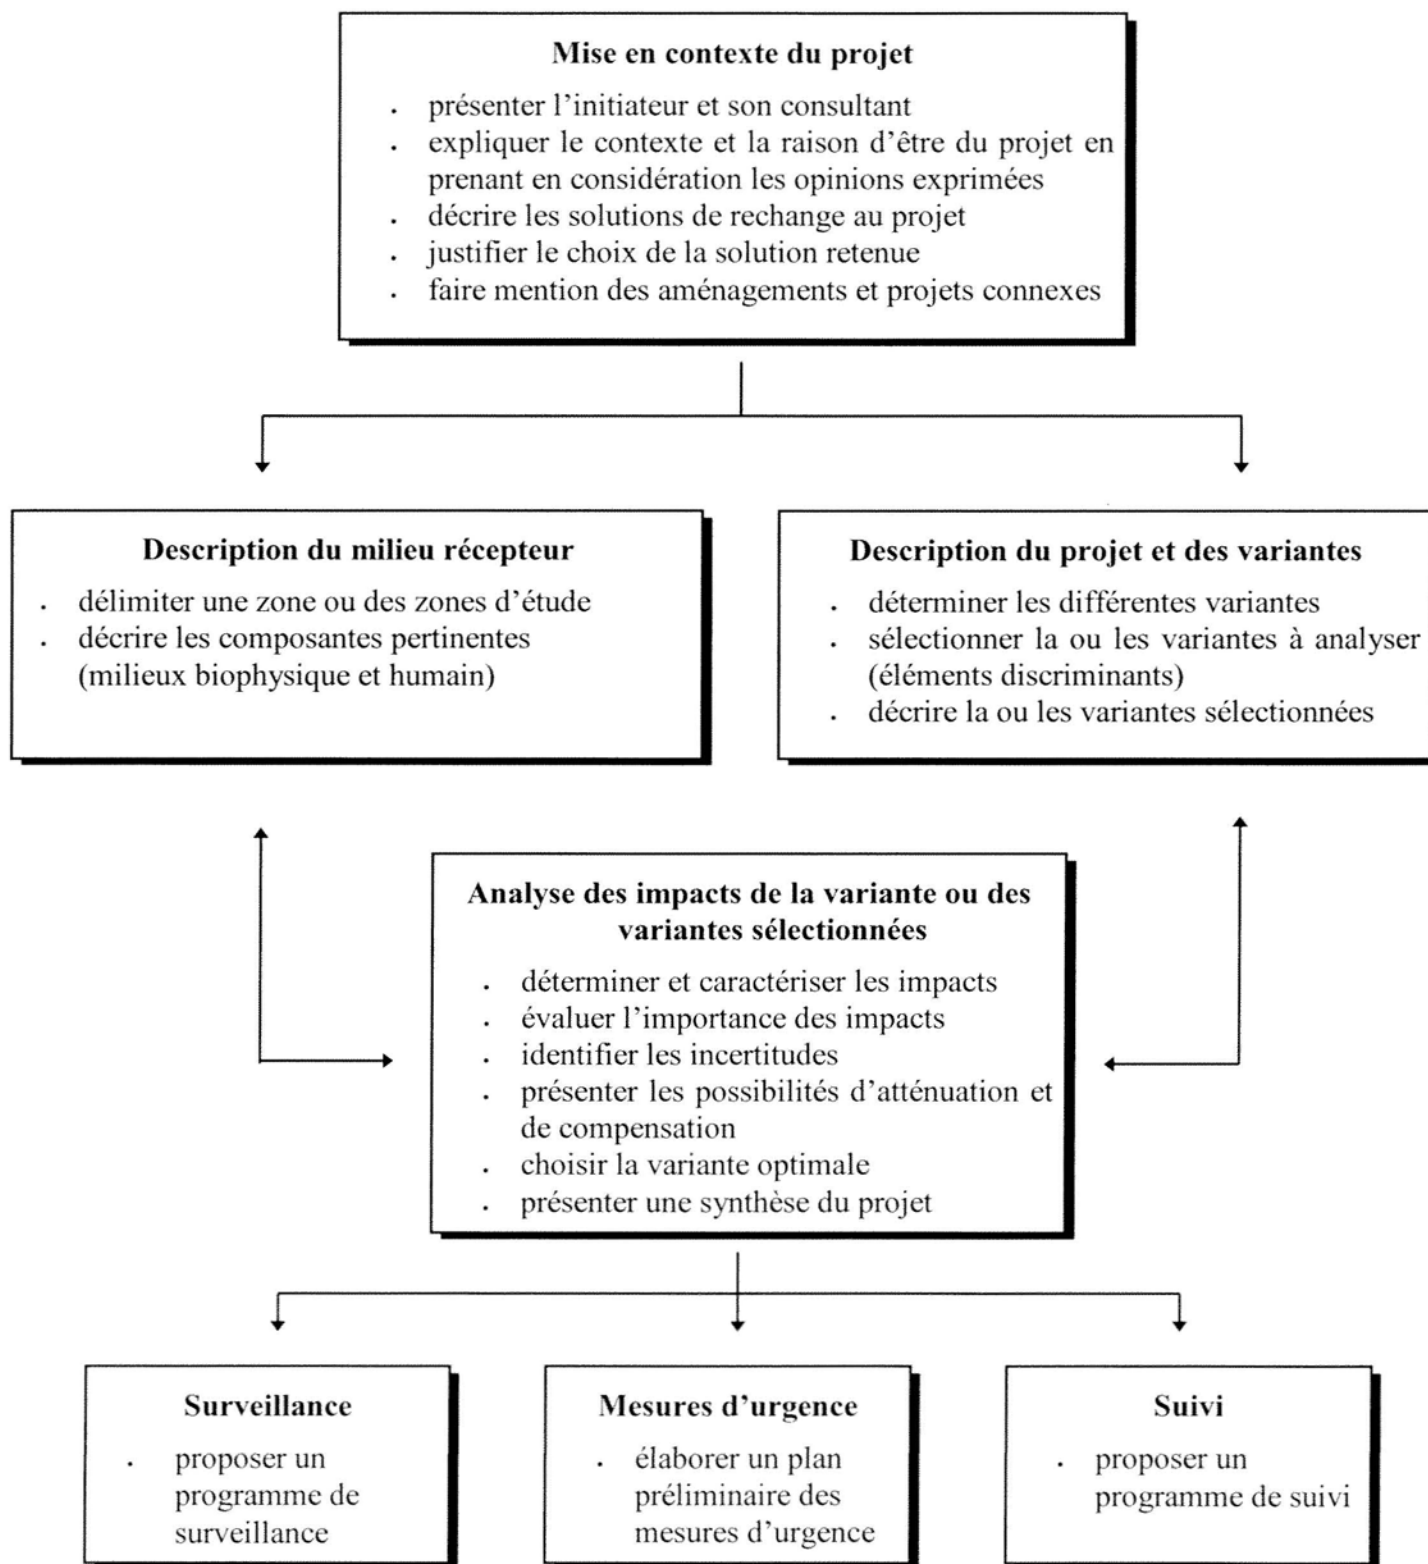 Mise en contexte du projet
. présenter l’initiateur et son consultant
. expliquer le contexte et la raison d’être du projet en
prenant en considération les opinions exprimées
. décrire les solutions de rechange au projet
. justifier le choix de la solution retenue
. faire mention des aménagements et projets connexes
Description du milieu récepteur
. délimiter une zone ou des zones d’étude
. décrire les composantes pertinentes
(milieux biophysique et humain)
Description du projet et des variantes
. déterminer les différentes variantes
. sélectionner la ou les variantes à analyser
(éléments discriminants)
. décrire la ou les variantes sélectionnées
Analyse des impacts de la variante ou des
variantes sélectionnées
. déterminer et caractériser les impacts
. évaluer l’importance des impacts
. identifier les incertitudes
. présenter les possibilités d’atténuation et
de compensation
. choisir la variante optimale
. présenter une synthèse du projet
Surveillance
. proposer un
programme de
surveillance
Mesures d’urgence
. élaborer un plan
préliminaire des
mesures d’urgence
Suivi
. proposer un
programme de suivi